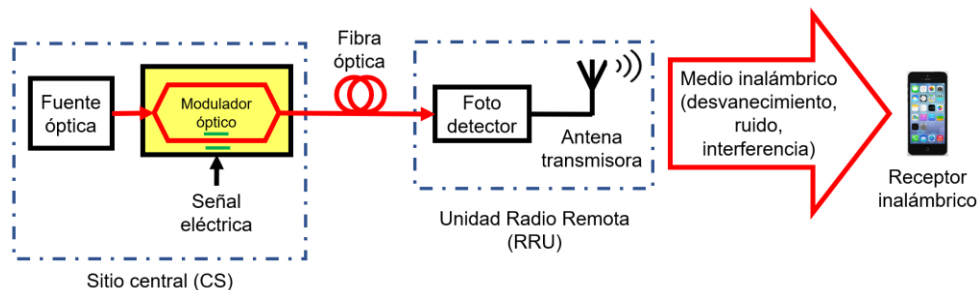 Fuente
óptica
Modulador
óptico
Señal
eléctrica
Sitio central (CS)
Fibra
óptica
Foto
detector
Antena
transmisora
Unidad Radio Remota
(RRU)
Medio inalámbrico
(desvanecimiento,
ruido,
interferencia)
Receptor
inalámbrico